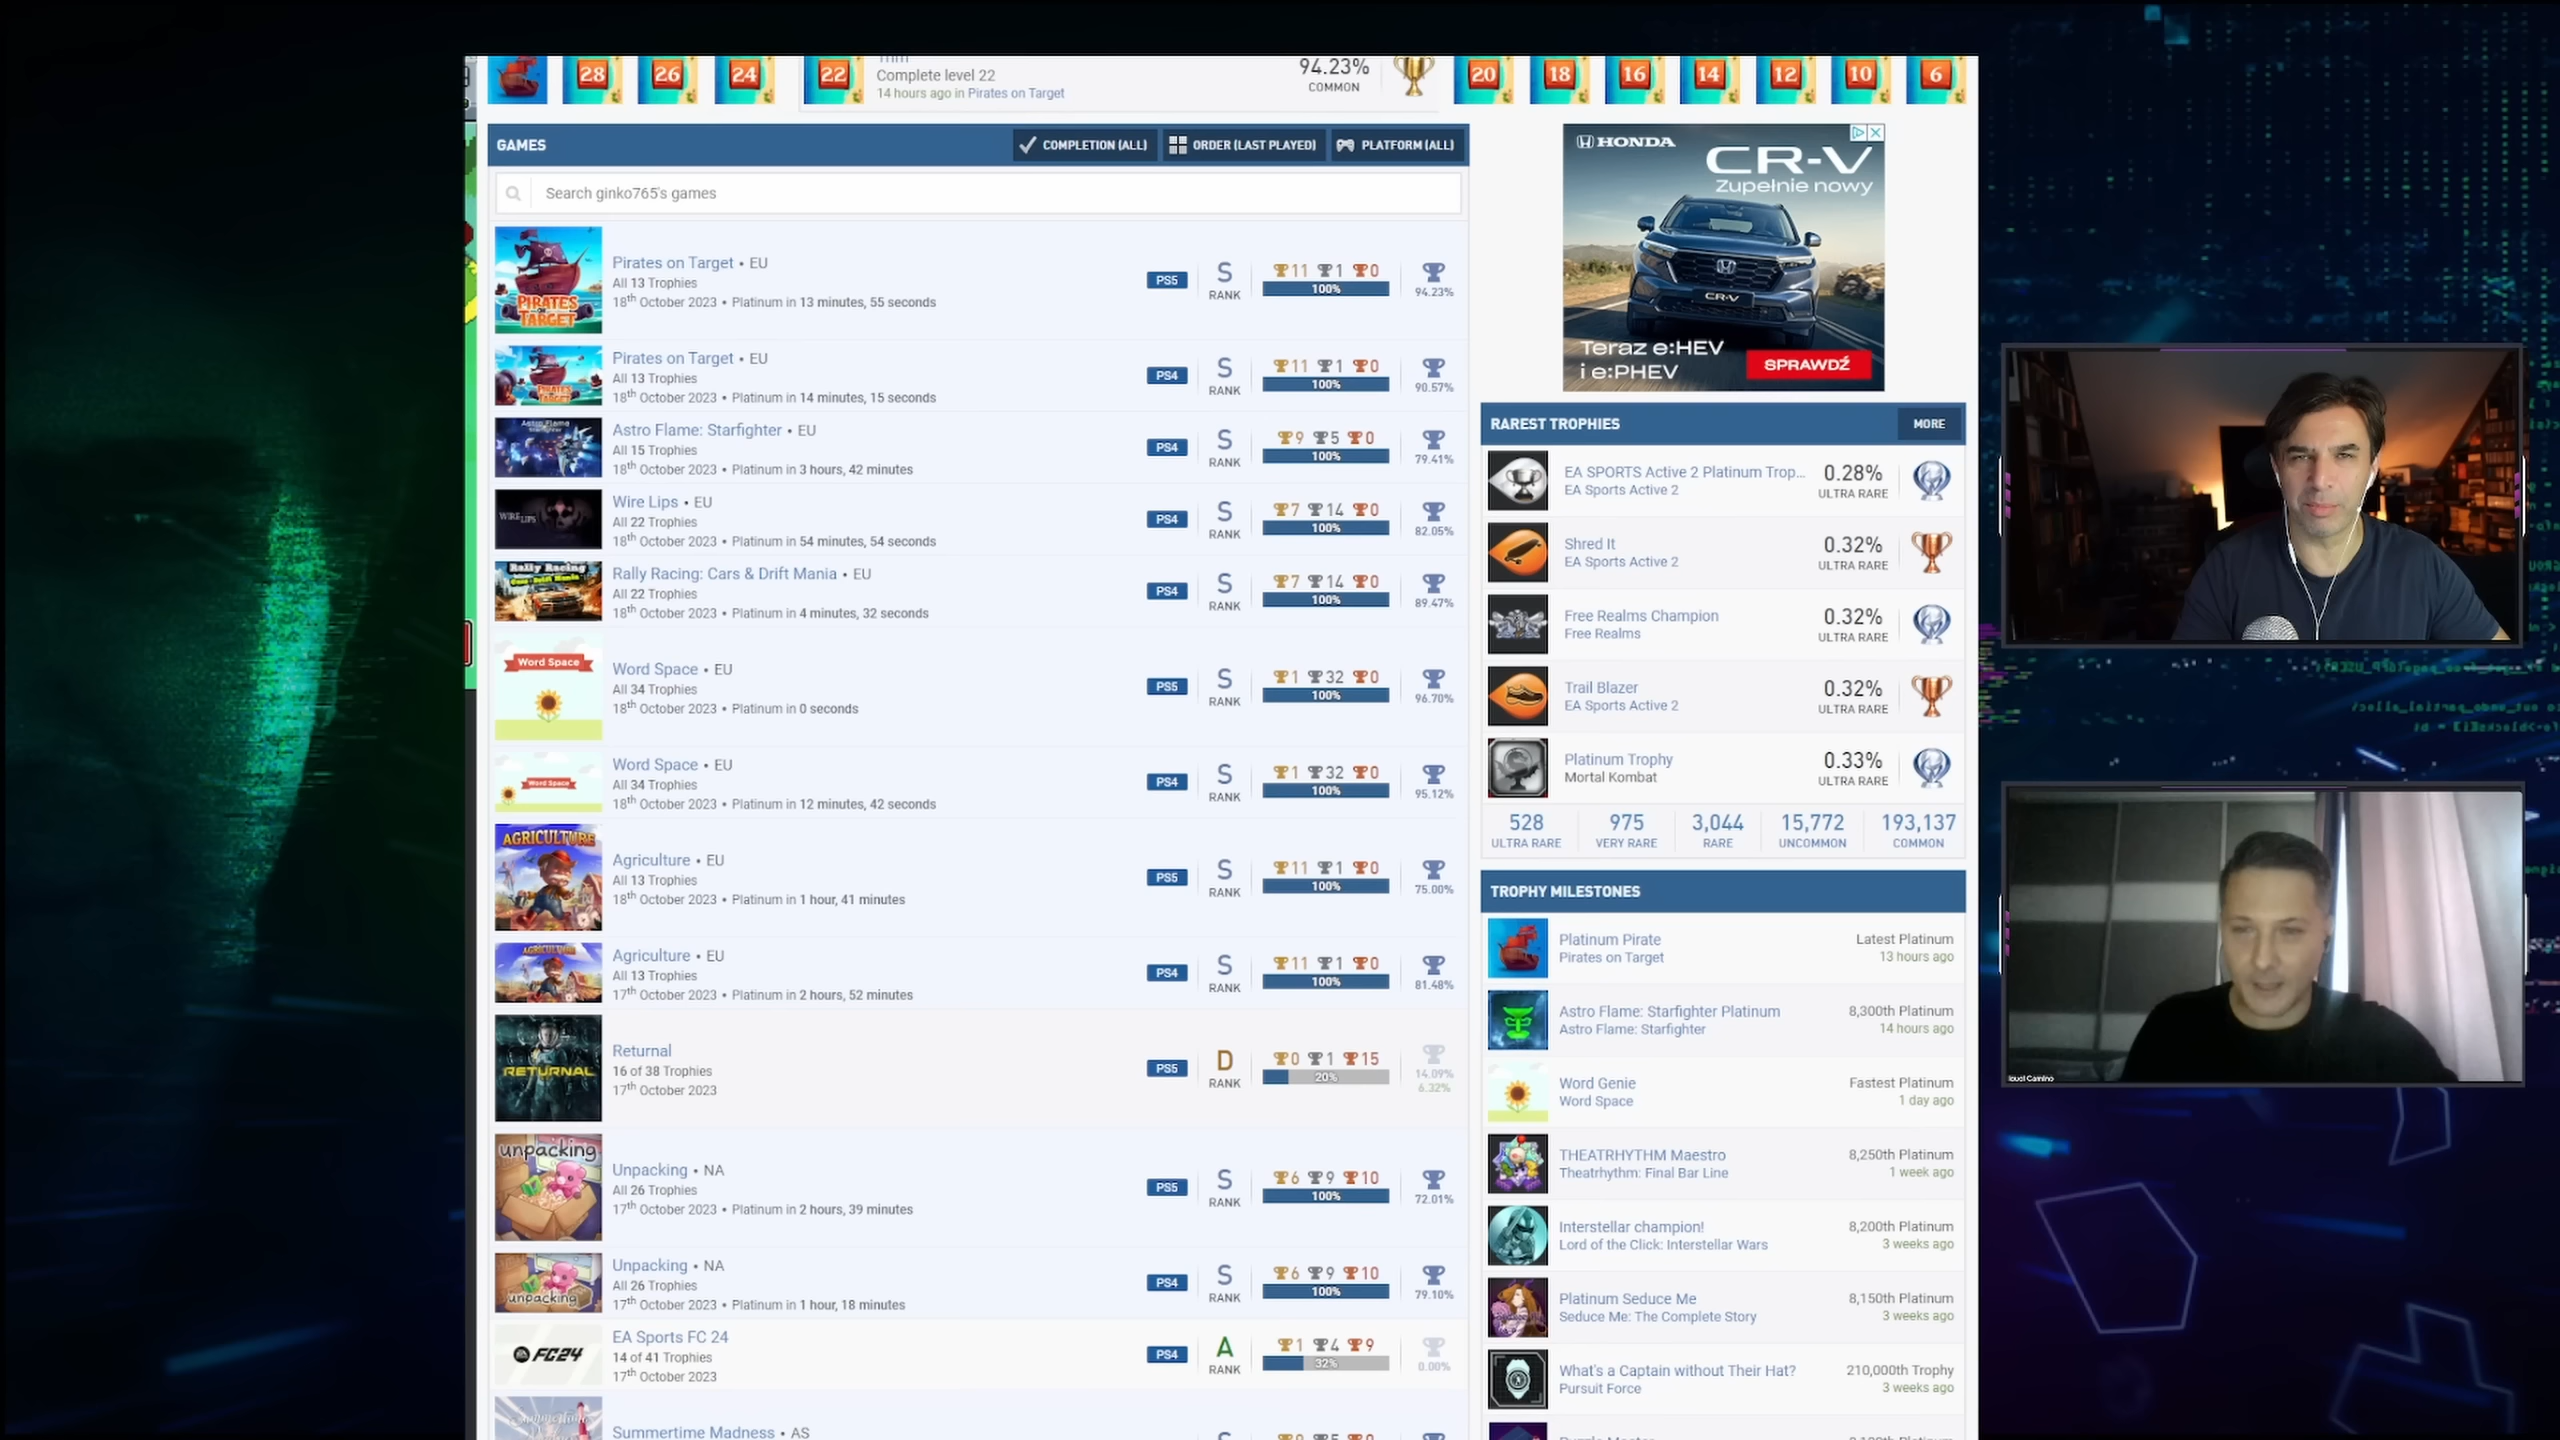 28
26
24
22
Complete level 22
14 hours ago in Pirates on Target
94.23%
COMMON
20
18
16
14
12
10
6
GAMES
COMPLETION (ALL)
ORDER (LAST PLAYED)
PLATFORM (ALL)
Search ginko765's games
PIRATES
TARGET
Pirates on Target • EU
All 13 Trophies
18th October 2023 • Platinum in 13 minutes, 55 seconds
PS5
S
RANK
11 1 0
100%
94.23%
Pirates on Target • EU
All 13 Trophies
18th October 2023 • Platinum in 14 minutes, 15 seconds
PS4
S
RANK
11 1 0
100%
90.57%
Astro Flame: Starfighter • EU
All 15 Trophies
18th October 2023 • Platinum in 3 hours, 42 minutes
PS4
S
RANK
9 5 0
100%
79.41%
WIRE LIPS
Wire Lips • EU
All 22 Trophies
18th October 2023 • Platinum in 54 minutes, 54 seconds
PS4
S
RANK
7 14 0
100%
82.05%
Rally Racing
Rally Racing: Cars & Drift Mania • EU
All 22 Trophies
18th October 2023 • Platinum in 4 minutes, 32 seconds
PS4
S
RANK
7 14 0
100%
89.47%
Word Space
Word Space • EU
All 34 Trophies
18th October 2023 • Platinum in 0 seconds
PS5
S
RANK
1 32 0
100%
96.70%
Word Space
Word Space • EU
All 34 Trophies
18th October 2023 • Platinum in 12 minutes, 42 seconds
PS4
S
RANK
1 32 0
100%
95.12%
AGRICULTURE
Agriculture • EU
All 13 Trophies
18th October 2023 • Platinum in 1 hour, 41 minutes
PS5
S
RANK
11 1 0
100%
75.00%
AGRICULTURE
Agriculture • EU
All 13 Trophies
17th October 2023 • Platinum in 2 hours, 52 minutes
PS4
S
RANK
11 1 0
100%
81.48%
RETURNAL
Returnal
16 of 38 Trophies
17th October 2023
PS5
D
RANK
0 1 15
20%
14.09%
6.32%
unpacking
Unpacking • NA
All 26 Trophies
17th October 2023 • Platinum in 2 hours, 39 minutes
PS5
S
RANK
6 9 10
100%
72.01%
unpacking
Unpacking • NA
All 26 Trophies
17th October 2023 • Platinum in 1 hour, 18 minutes
PS4
S
RANK
6 9 10
100%
79.10%
FC24
EA Sports FC 24
14 of 41 Trophies
17th October 2023
PS4
A
RANK
1 4 9
32%
0.00%
Summertime Madness • AS
HONDA
CR-V
Zupełnie nowy
CR-V
Teraz e:HEV
i e:PHEV
SPRAWDŹ
RAREST TROPHIES
MORE
EA SPORTS Active 2 Platinum Trop...
EA Sports Active 2
0.28%
ULTRA RARE
Shred It
EA Sports Active 2
0.32%
ULTRA RARE
Free Realms Champion
Free Realms
0.32%
ULTRA RARE
Trail Blazer
EA Sports Active 2
0.32%
ULTRA RARE
Platinum Trophy
Mortal Kombat
0.33%
ULTRA RARE
528 975 3,044 15,772 193,137
ULTRA RARE VERY RARE RARE UNCOMMON COMMON
TROPHY MILESTONES
Platinum Pirate
Pirates on Target
Latest Platinum
13 hours ago
Astro Flame: Starfighter Platinum
Astro Flame: Starfighter
8,300th Platinum
14 hours ago
Word Genie
Word Space
Fastest Platinum
1 day ago
THEATRHYTHM Maestro
Theatrhythm: Final Bar Line
8,250th Platinum
1 week ago
Interstellar champion!
Lord of the Click: Interstellar Wars
8,200th Platinum
3 weeks ago
Platinum Seduce Me
Seduce Me: The Complete Story
8,150th Platinum
3 weeks ago
What's a Captain without Their Hat?
Pursuit Force
210,000th Trophy
3 weeks ago